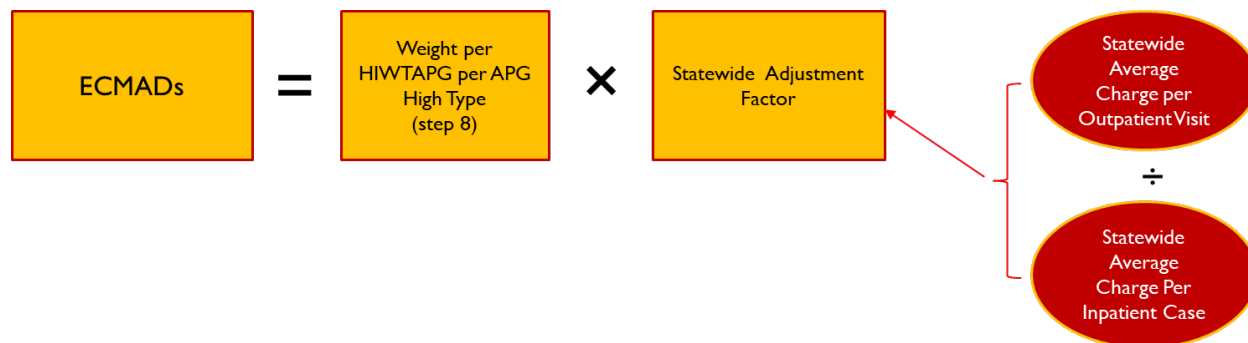 ECMADs
=
Weight per
HIWTAPG per APG
High Type
(step 8)
×
Statewide Adjustment
Factor
Statewide
Average
Charge per
Outpatient Visit
÷
Statewide
Average
Charge Per
Inpatient Case